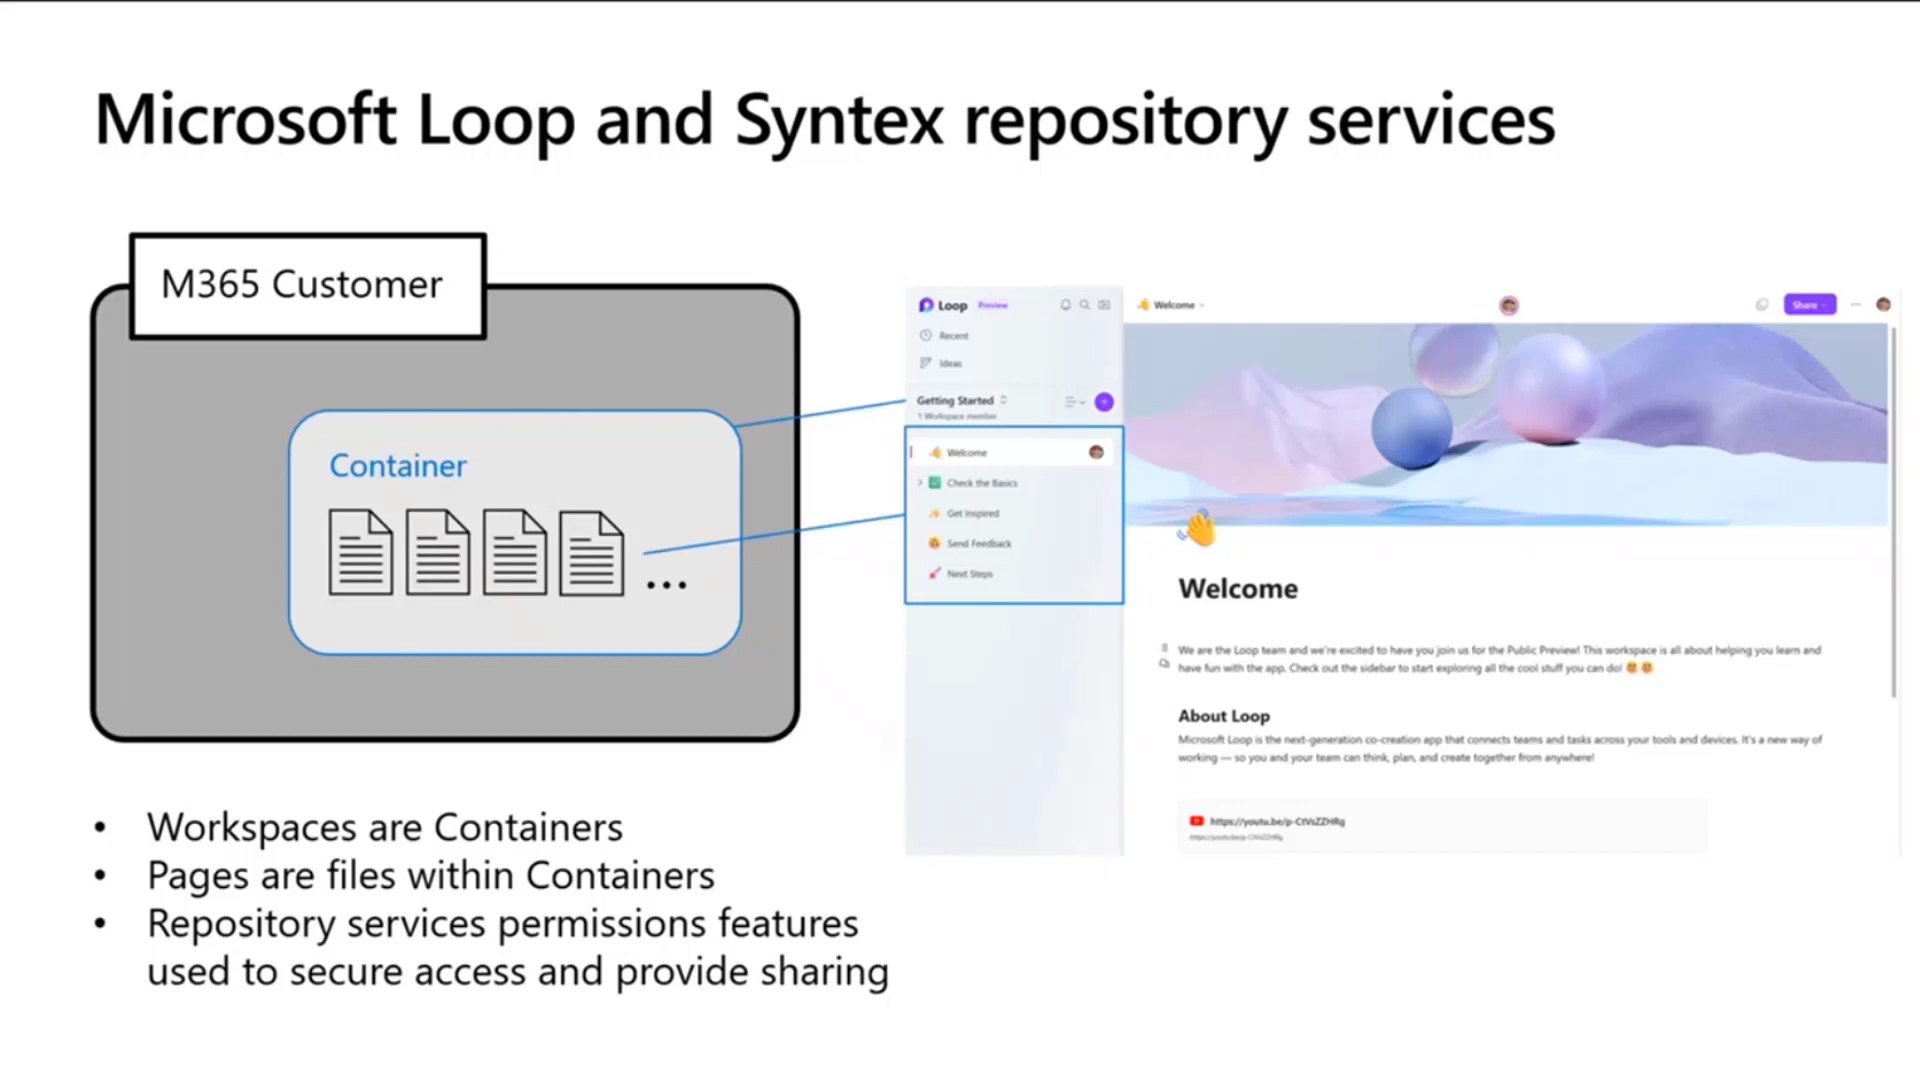 Microsoft Loop and Syntex repository services
M365 Customer
Container
• Workspaces are Containers
• Pages are files within Containers
• Repository services permissions features
used to secure access and provide sharing
Loop Preview
Recent
Ideas
Getting Started
1 Workspace member
Welcome
Check the Basics
Get Inspired
Send Feedback
Next Steps
Welcome
Share
Welcome
We are the Loop team and we're excited to have you join us for the Public Preview! This workspace is all about helping you learn and
have fun with the app. Check out the sidebar to start exploring all the cool stuff you can do!
About Loop
Microsoft Loop is the next-generation co-creation app that connects teams and tasks across your tools and devices. It's a new way of
working — so you and your team can think, plan, and create together from anywhere!